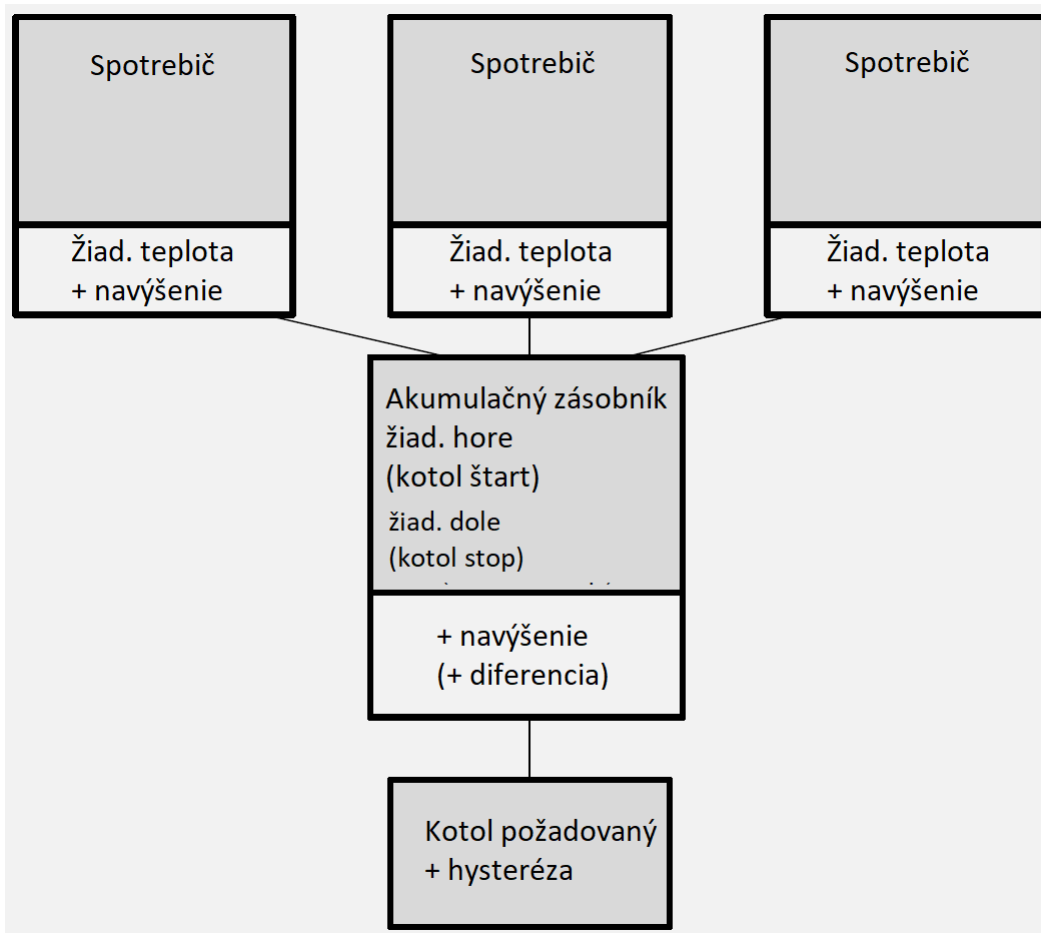 Spotrebič
Žiad. teplota
+ navýšenie
Spotrebič
Žiad. teplota
+ navýšenie
Spotrebič
Žiad. teplota
+ navýšenie
Akumulačný zásobník
žiad. hore
(kotol štart)
žiad. dole
(kotol stop)
+ navýšenie
(+ diferencia)
Kotol požadovaný
+ hysteréza